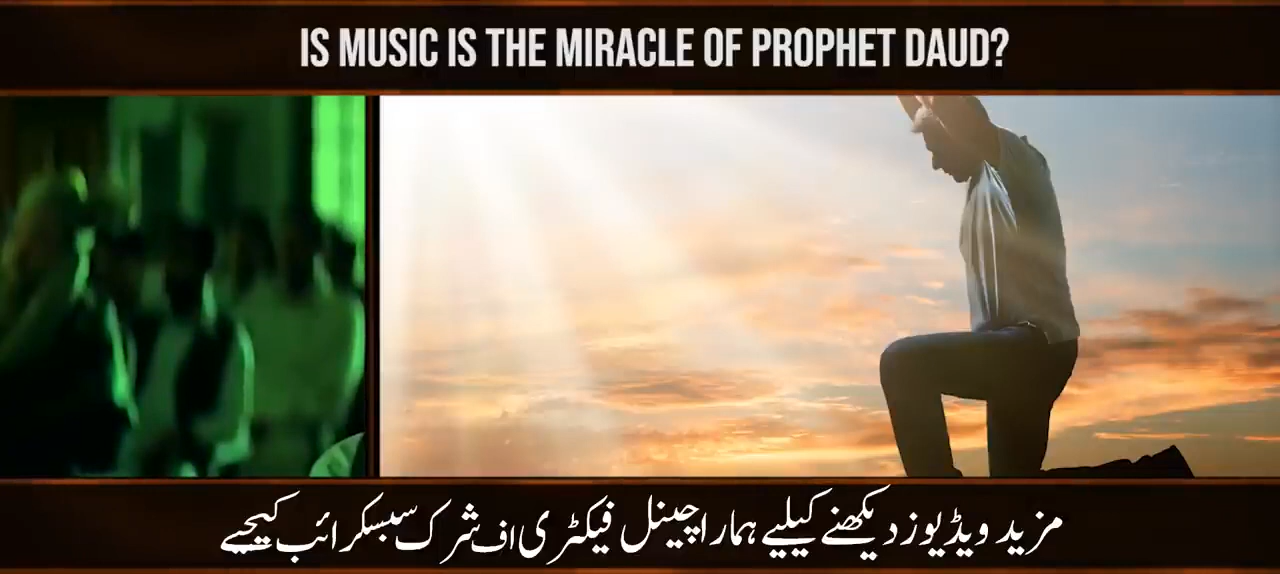 IS MUSIC IS THE MIRACLE OF PROPHET DAUD?
مزید ویڈیوز دیکھنے کیلیے ہمارا چینل فیکٹری اف شرک سبسکرائب کیجیے